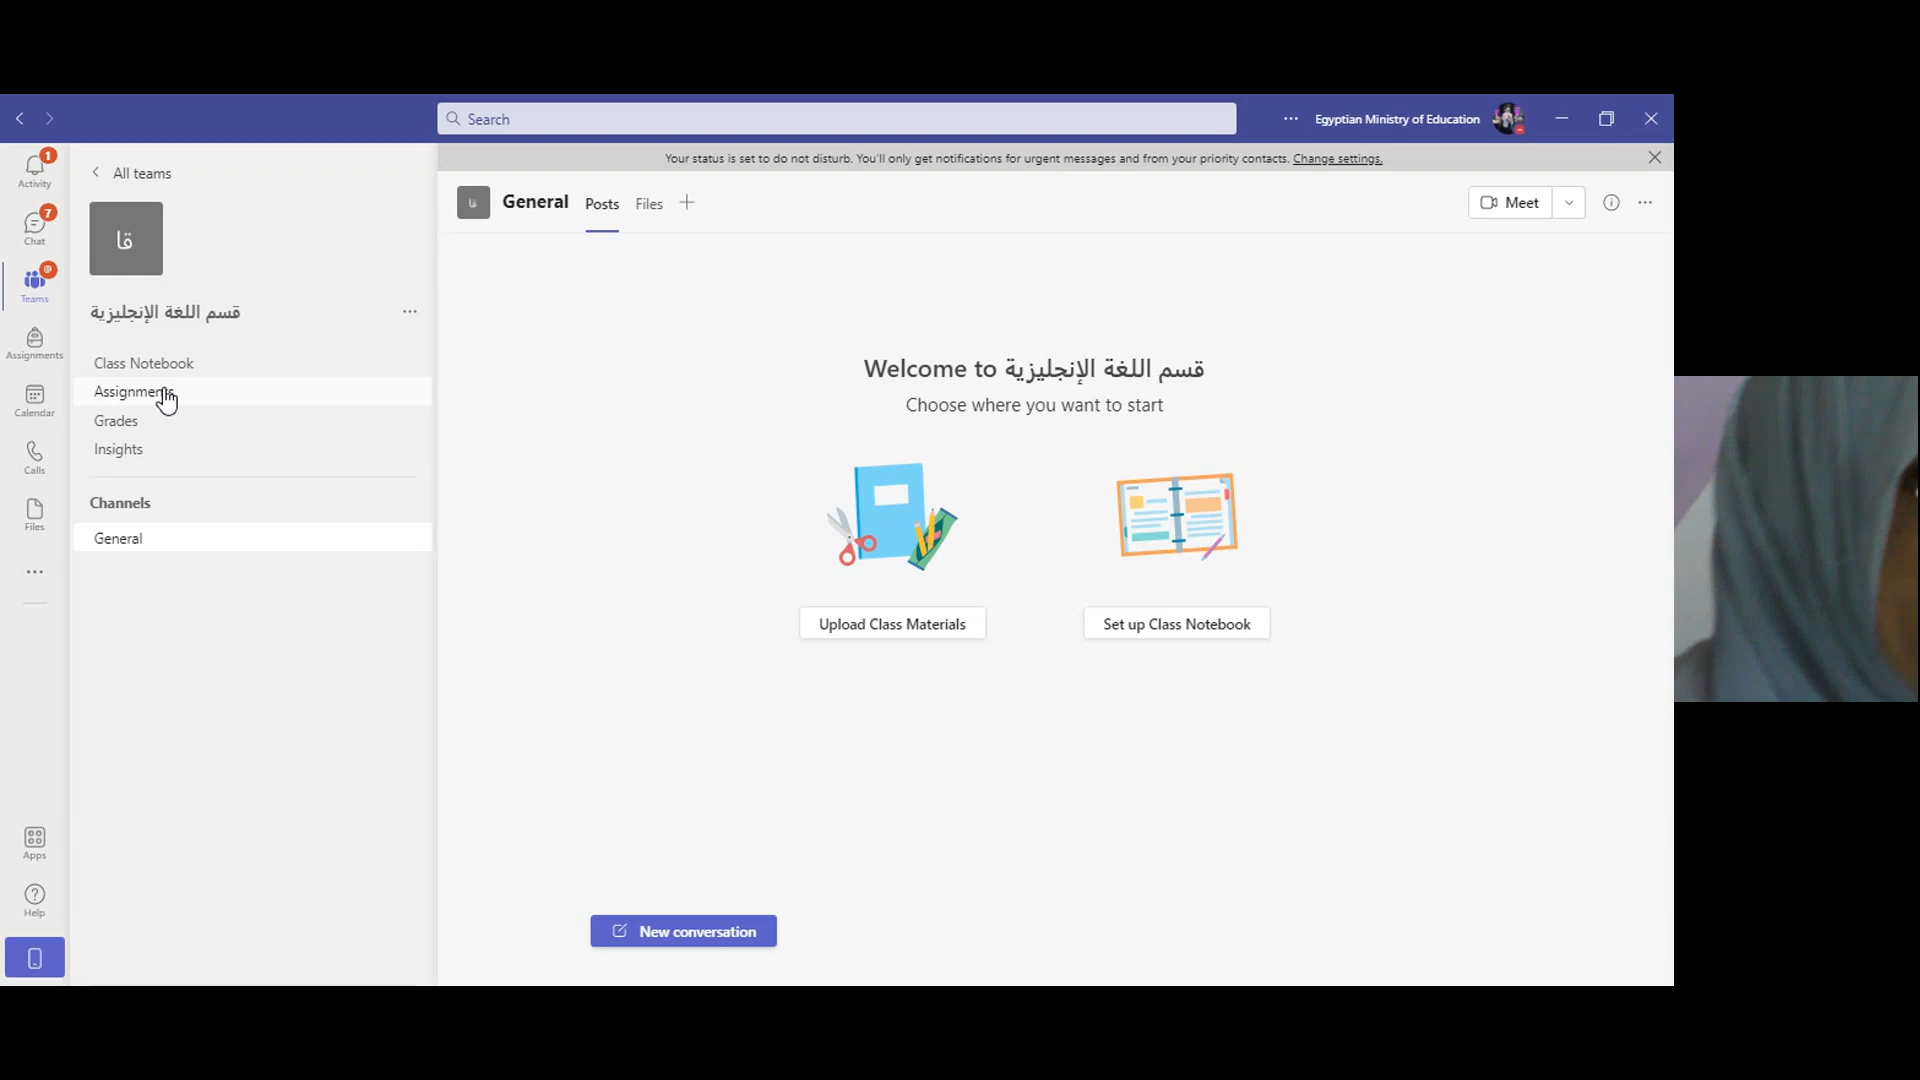 Search
Egyptian Ministry of Education
Your status is set to do not disturb. You'll only get notifications for urgent messages and from your priority contacts. Change settings.
1
Activity
7
Chat
@
Teams
Assignments
Calendar
Calls
Files
Apps
Help
All teams
قا
قسم اللغة الإنجليزية
Class Notebook
Assignments
Grades
Insights
Channels
General
قا
General
Posts
Files
Meet
Welcome to قسم اللغة الإنجليزية
Choose where you want to start
Upload Class Materials
Set up Class Notebook
New conversation